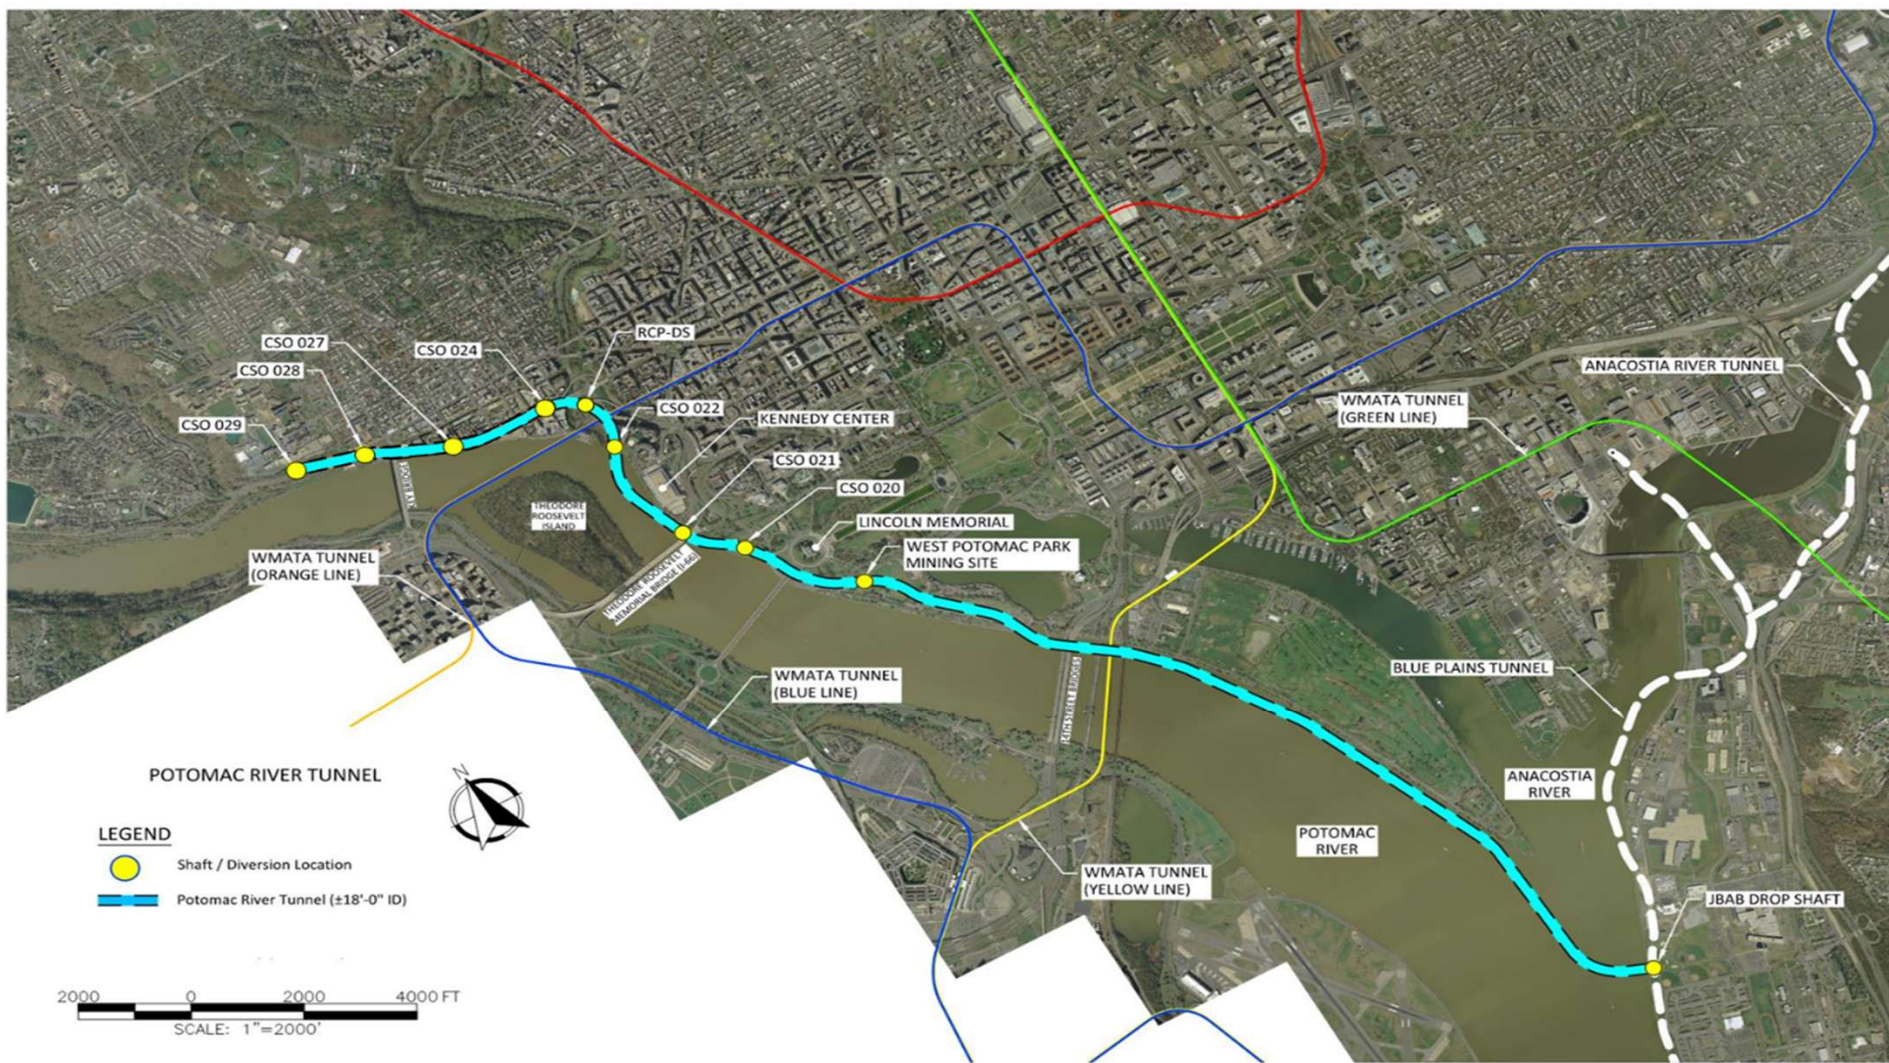 RCP-DS
CSO 027
CSO 024
CSO 028
CSO 029
CSO 022
KENNEDY CENTER
CSO 021
CSO 020
ANACOSTIA RIVER TUNNEL
WMATA TUNNEL
(GREEN LINE)
THEODORE
ROOSEVELT
ISLAND
LINCOLN MEMORIAL
WEST POTOMAC PARK
MINING SITE
WMATA TUNNEL
(ORANGE LINE)
THEODORE ROOSEVELT
MEMORIAL BRIDGE (I-66)
WMATA TUNNEL
(BLUE LINE)
14TH STREET BRIDGES
BLUE PLAINS TUNNEL
ANACOSTIA
RIVER
POTOMAC
RIVER
WMATA TUNNEL
(YELLOW LINE)
JBAB DROP SHAFT
POTOMAC RIVER TUNNEL
N
LEGEND
Shaft / Diversion Location
Potomac River Tunnel (±18'-0" ID)
2000 0 2000 4000 FT
SCALE: 1"=2000'